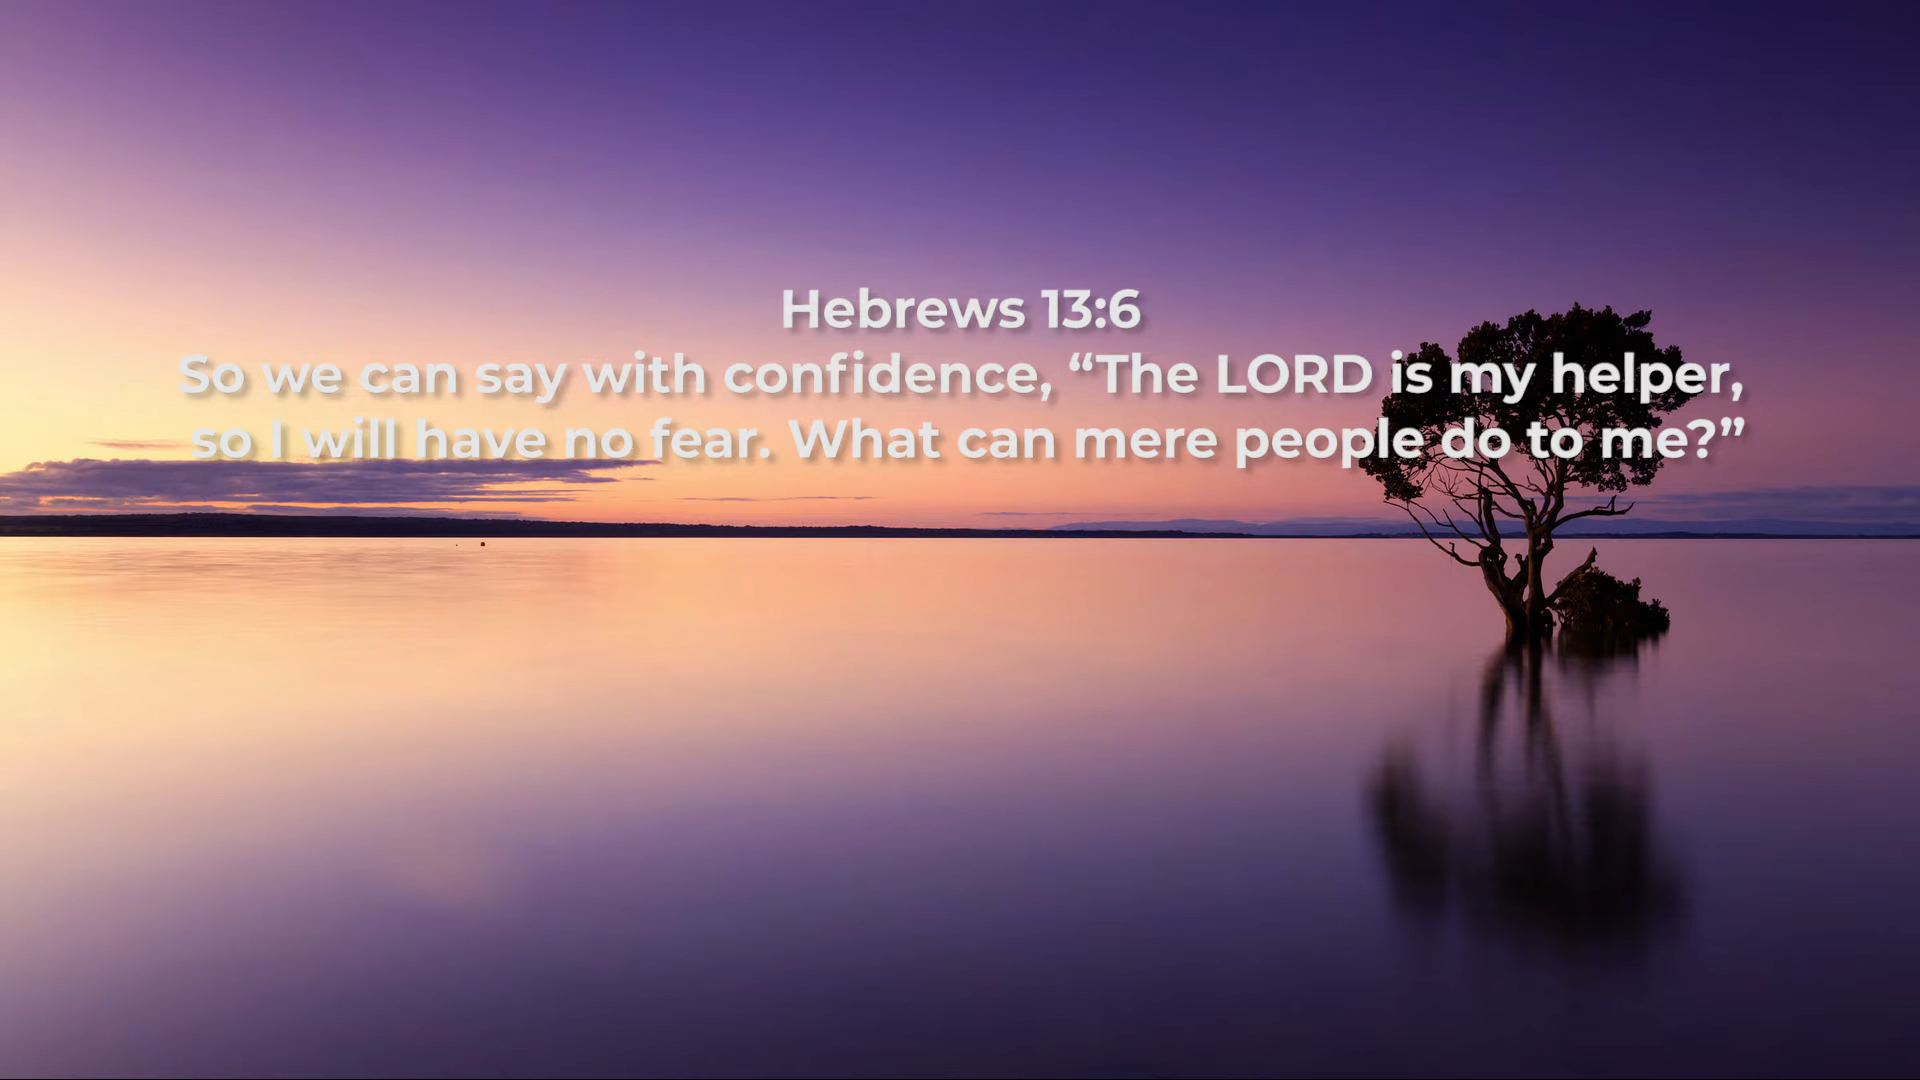 Hebrews 13:6
So we can say with confidence, “The LORD is my helper,
so I will have no fear. What can mere people do to me?”